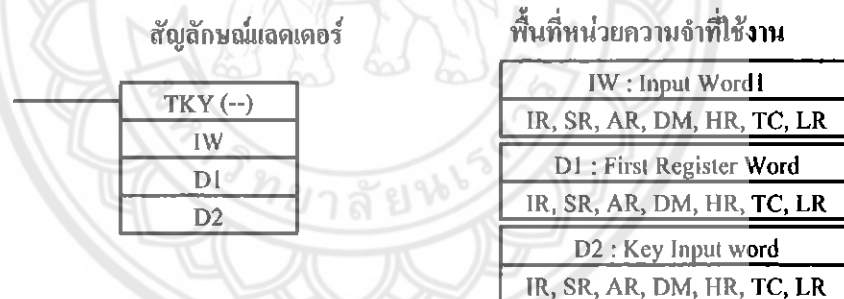 สัญลักษณ์แลดเดอร์
TKY (--)
IW
D1
D2
พื้นที่หน่วยความจำที่ใช้งาน
IW : Input Word1
IR, SR, AR, DM, HR, TC, LR
D1 : First Register Word
IR, SR, AR, DM, HR, TC, LR
D2 : Key Input word
IR, SR, AR, DM, HR, TC, LR